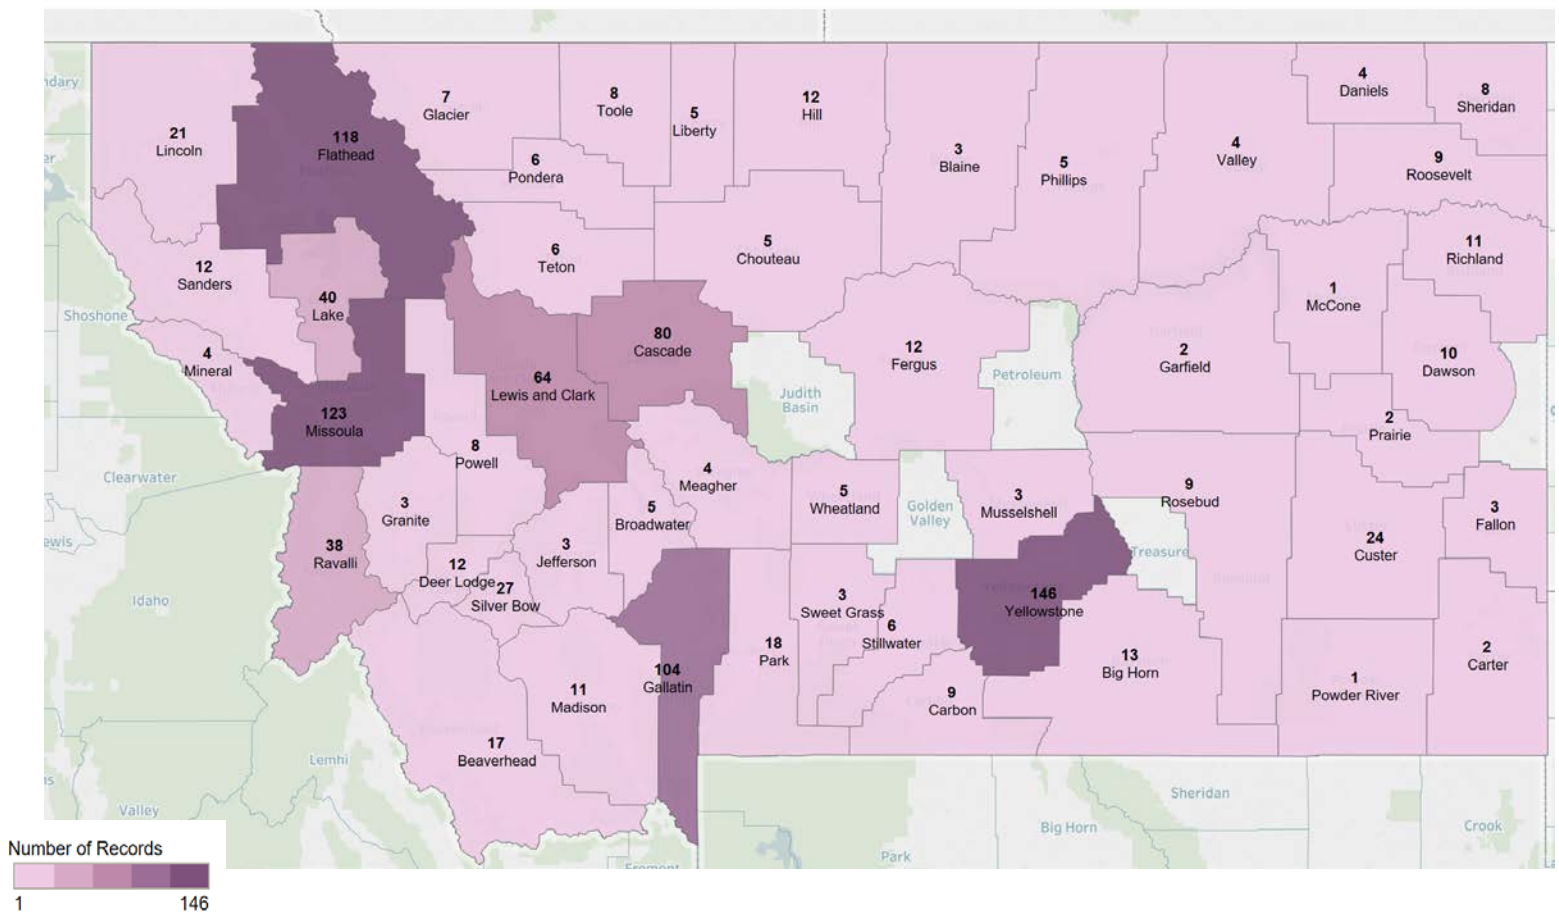 7
Glacier
8
Toole
5
Liberty
12
Hill
3
Blaine
5
Phillips
4
Valley
4
Daniels
8
Sheridan
9
Roosevelt
21
Lincoln
118
Flathead
6
Pondera
6
Teton
5
Chouteau
11
Richland
12
Sanders
40
Lake
1
McCone
Shoshone
4
Mineral
64
Lewis and Clark
80
Cascade
Judith
Basin
12
Fergus
Petroleum
2
Garfield
10
Dawson
2
Prairie
123
Missoula
8
Powell
4
Meagher
5
Wheatland
Golden
Valley
3
Musselshell
9
Rosebud
Treasure
24
Custer
3
Fallon
Clearwater
3
Granite
5
Broadwater
38
Ravalli
12
Deer Lodge
27
Silver Bow
3
Jefferson
Idaho
3
Sweet Grass
6
Stillwater
146
Yellowstone
18
Park
104
Gallatin
11
Madison
13
Big Horn
9
Carbon
1
Powder River
2
Carter
17
Beaverhead
Lemhi
Valley
Sheridan
Big Horn
Crook
Park
Number of Records
1
146